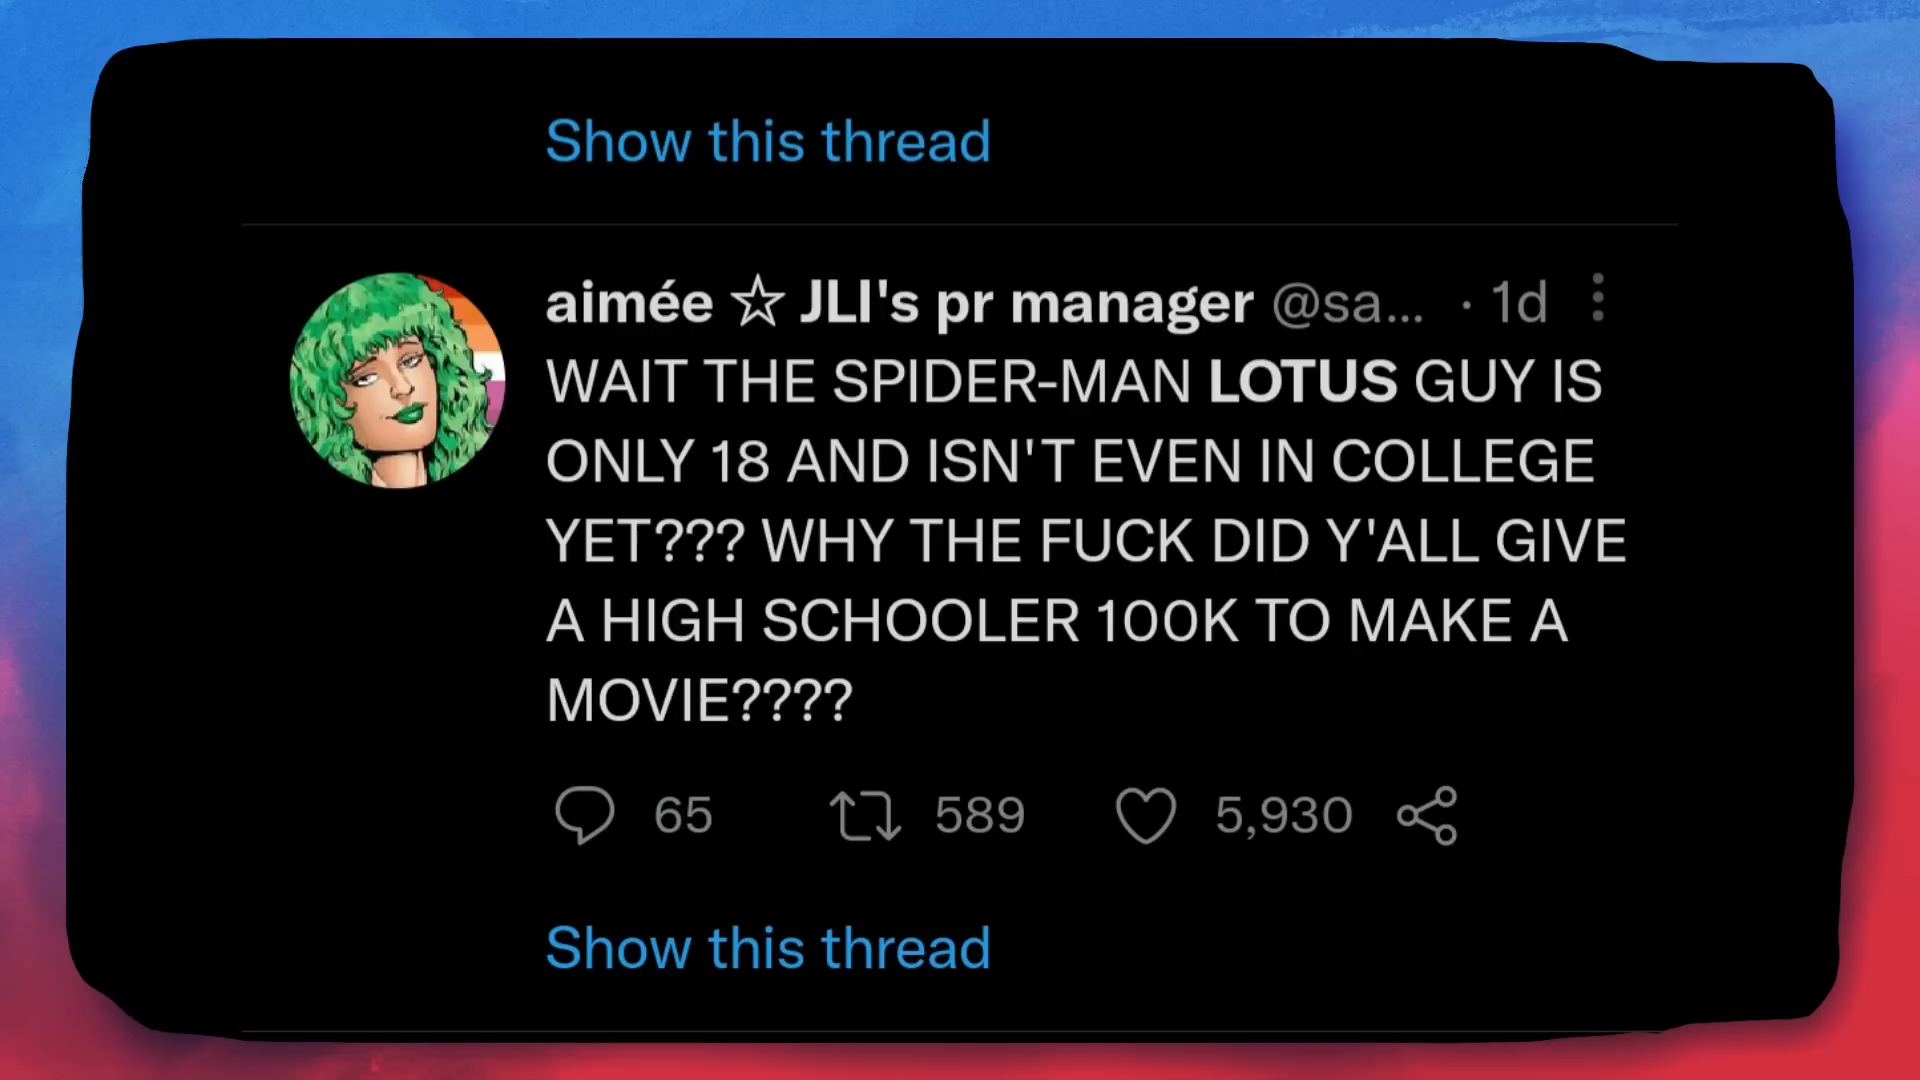 Show this thread
aimée ☆ JLI's pr manager @sa... · 1d
WAIT THE SPIDER-MAN LOTUS GUY IS
ONLY 18 AND ISN'T EVEN IN COLLEGE
YET??? WHY THE FUCK DID Y'ALL GIVE
A HIGH SCHOOLER 100K TO MAKE A
MOVIE????
65 589 5,930
Show this thread